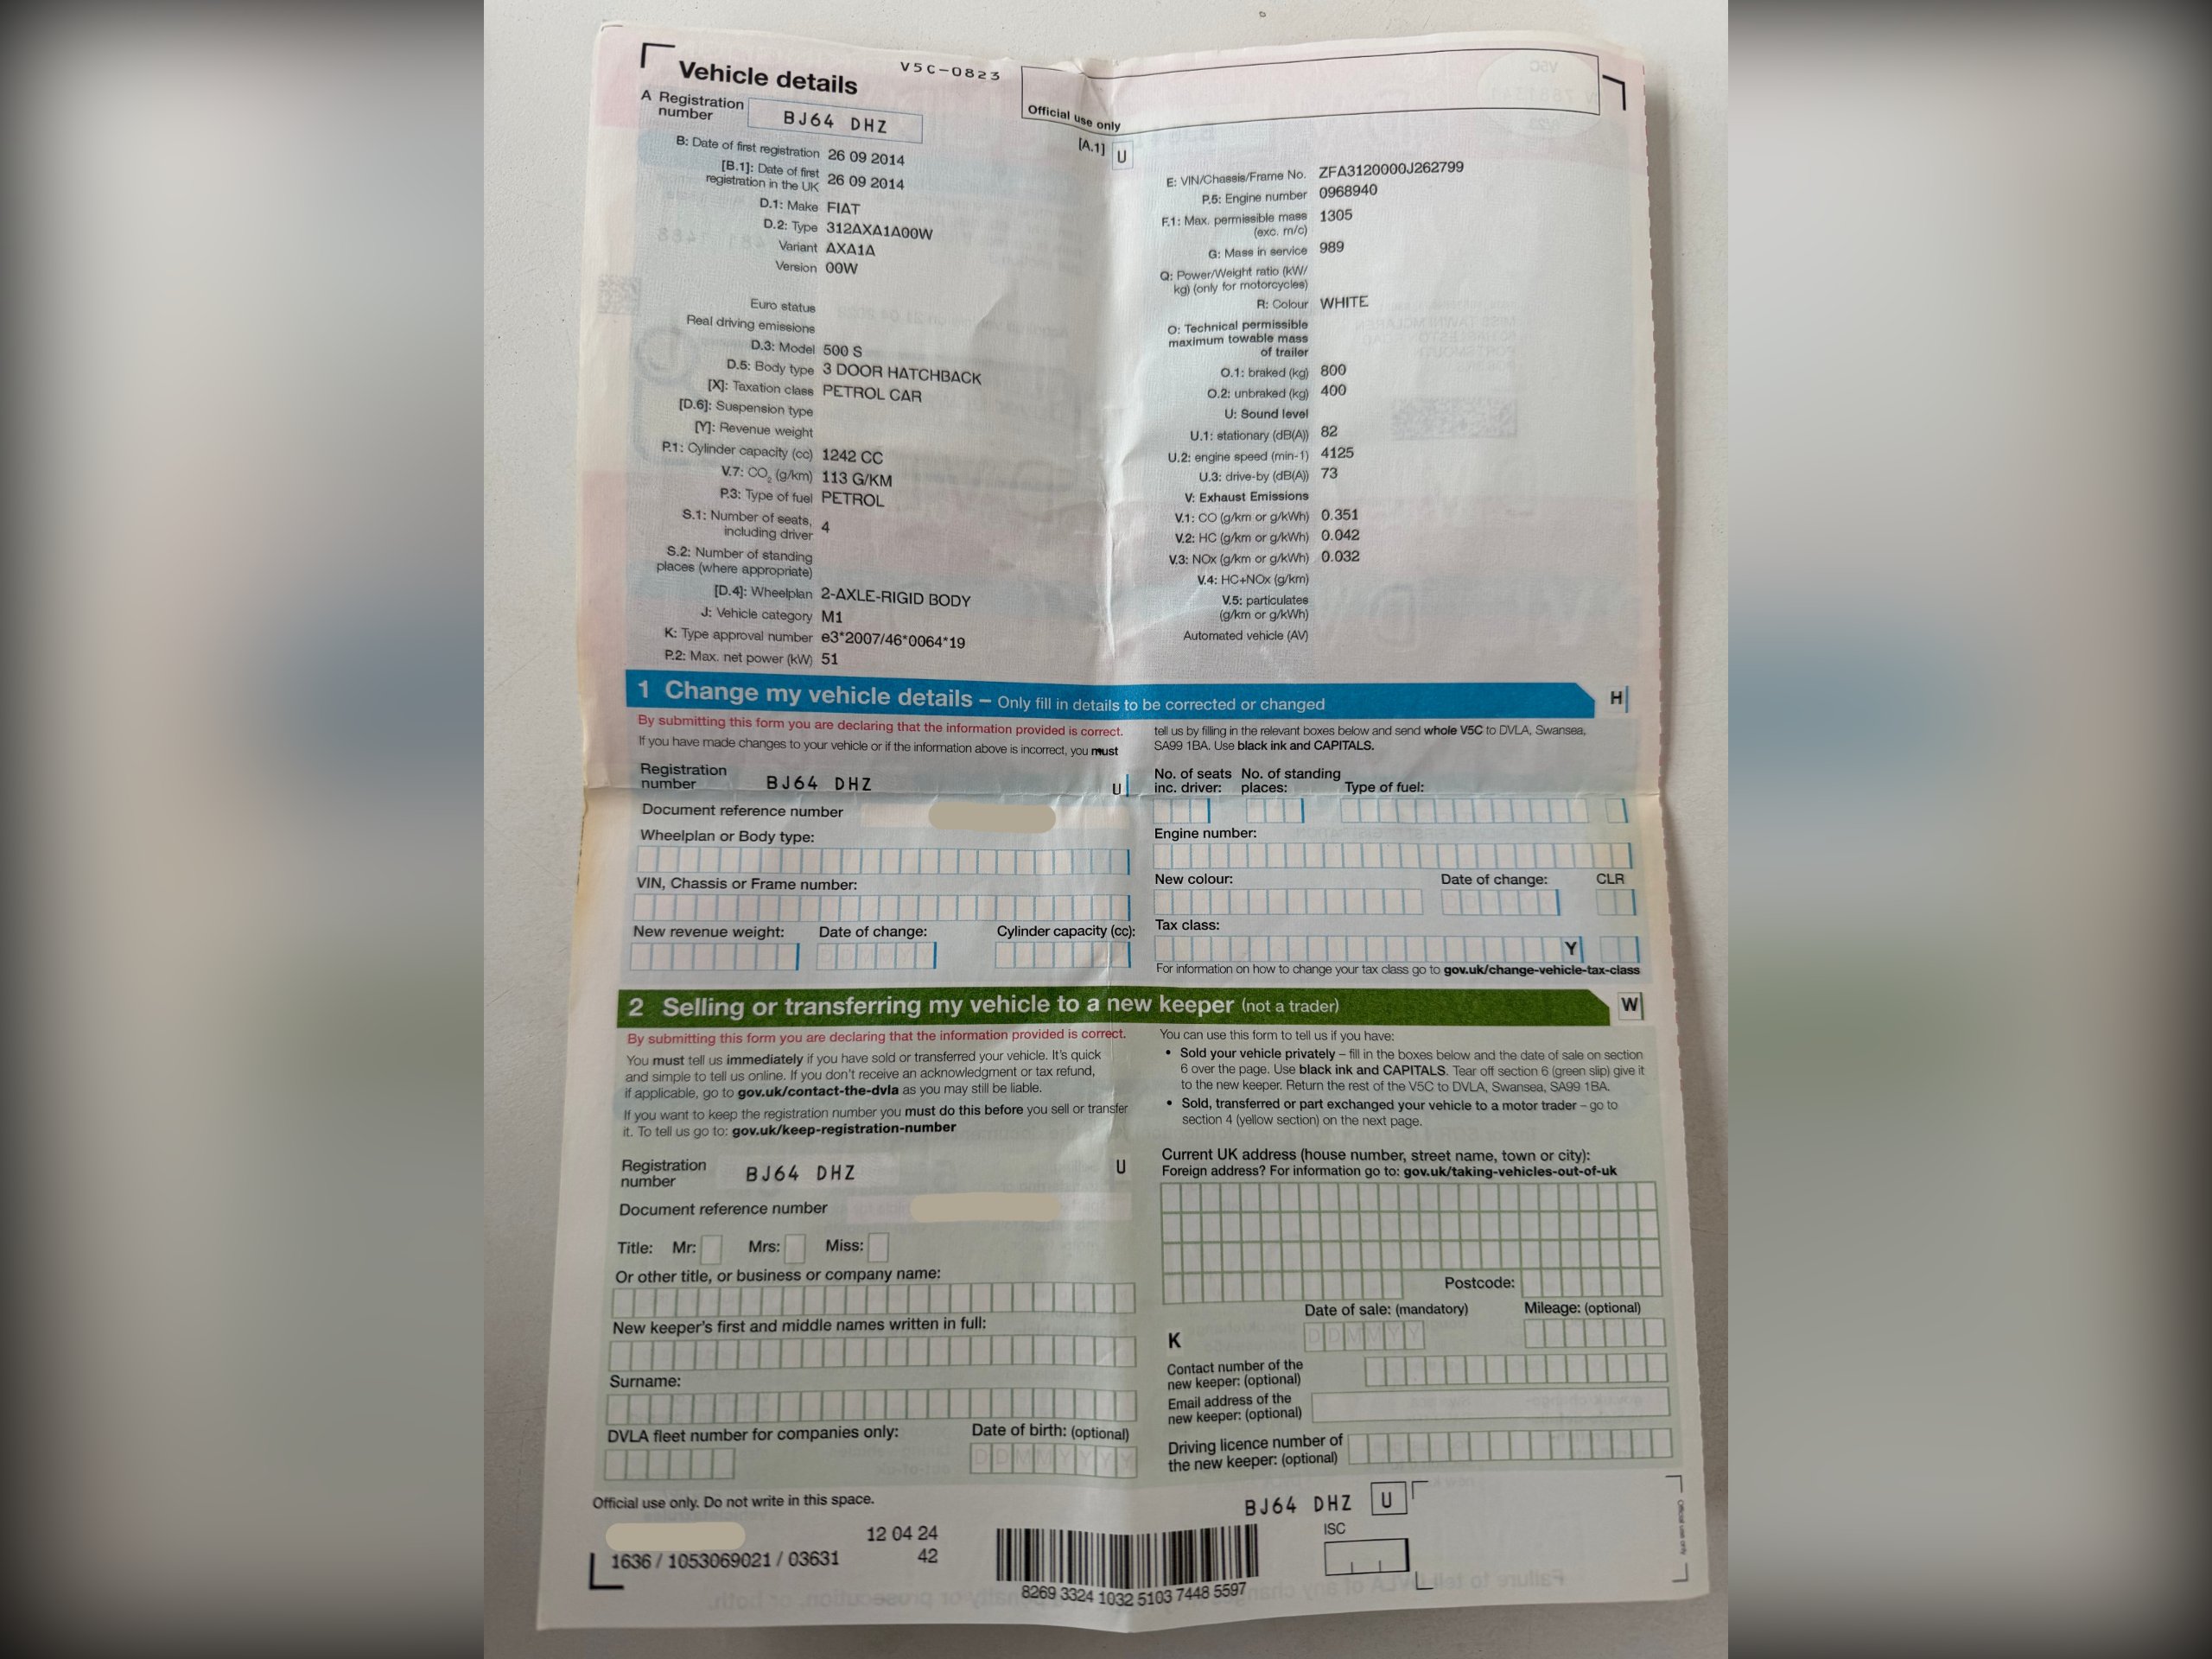 Vehicle details
V5C-0823
Official use only
A Registration number BJ64 DHZ
[A.1] U
B: Date of first registration 26 09 2014
[B.1]: Date of first registration in the UK 26 09 2014
D.1: Make FIAT
D.2: Type 312AXA1A00W
Variant AXA1A
Version 00W
Euro status
Real driving emissions
D.3: Model 500 S
D.5: Body type 3 DOOR HATCHBACK
[X]: Taxation class PETROL CAR
[D.6]: Suspension type
[Y]: Revenue weight
P.1: Cylinder capacity (cc) 1242 CC
V.7: CO2 (g/km) 113 G/KM
P.3: Type of fuel PETROL
S.1: Number of seats, including driver 4
S.2: Number of standing places (where appropriate)
[D.4]: Wheelplan 2-AXLE-RIGID BODY
J: Vehicle category M1
K: Type approval number e3*2007/46*0064*19
P.2: Max. net power (kW) 51
E: VIN/Chassis/Frame No. ZFA3120000J262799
P.5: Engine number 0968940
F.1: Max. permissible mass (exc. m/c) 1305
G: Mass in service 989
Q: Power/Weight ratio (kW/kg) (only for motorcycles)
R: Colour WHITE
O: Technical permissible maximum towable mass of trailer
O.1: braked (kg) 800
O.2: unbraked (kg) 400
U: Sound level
U.1: stationary (dB(A)) 82
U.2: engine speed (min-1) 4125
U.3: drive-by (dB(A)) 73
V: Exhaust Emissions
V.1: CO (g/km or g/kWh) 0.351
V.2: HC (g/km or g/kWh) 0.042
V.3: NOx (g/km or g/kWh) 0.032
V.4: HC+NOx (g/km)
V.5: particulates (g/km or g/kWh)
Automated vehicle (AV)
1 Change my vehicle details – Only fill in details to be corrected or changed
H
By submitting this form you are declaring that the information provided is correct.
If you have made changes to your vehicle or if the information above is incorrect, you must
tell us by filling in the relevant boxes below and send whole V5C to DVLA, Swansea,
SA99 1BA. Use black ink and CAPITALS.
Registration number BJ64 DHZ U
Document reference number
Wheelplan or Body type:
VIN, Chassis or Frame number:
New revenue weight: Date of change: Cylinder capacity (cc):
No. of seats inc. driver: No. of standing places: Type of fuel:
Engine number:
New colour: Date of change: CLR
Tax class:
Y
For information on how to change your tax class go to gov.uk/change-vehicle-tax-class
2 Selling or transferring my vehicle to a new keeper (not a trader)
W
By submitting this form you are declaring that the information provided is correct.
You must tell us immediately if you have sold or transferred your vehicle. It's quick
and simple to tell us online. If you don't receive an acknowledgment or tax refund,
if applicable, go to gov.uk/contact-the-dvla as you may still be liable.
If you want to keep the registration number you must do this before you sell or transfer
it. To tell us go to: gov.uk/keep-registration-number
You can use this form to tell us if you have:
• Sold your vehicle privately – fill in the boxes below and the date of sale on section
6 over the page. Use black ink and CAPITALS. Tear off section 6 (green slip) give it
to the new keeper. Return the rest of the V5C to DVLA, Swansea, SA99 1BA.
• Sold, transferred or part exchanged your vehicle to a motor trader – go to
section 4 (yellow section) on the next page.
Registration number BJ64 DHZ U
Document reference number
Title: Mr: Mrs: Miss:
Or other title, or business or company name:
New keeper's first and middle names written in full:
Surname:
DVLA fleet number for companies only: Date of birth: (optional)
D D M M Y Y Y Y
Current UK address (house number, street name, town or city):
Foreign address? For information go to: gov.uk/taking-vehicles-out-of-uk
Postcode:
Date of sale: (mandatory) Mileage: (optional)
K
D D M M Y Y
Contact number of the new keeper: (optional)
Email address of the new keeper: (optional)
Driving licence number of the new keeper: (optional)
Official use only. Do not write in this space.
12 04 24
1636 / 1053069021 / 03631 42
8269 3324 1032 5103 7448 5597
BJ64 DHZ U
ISC
Official use only